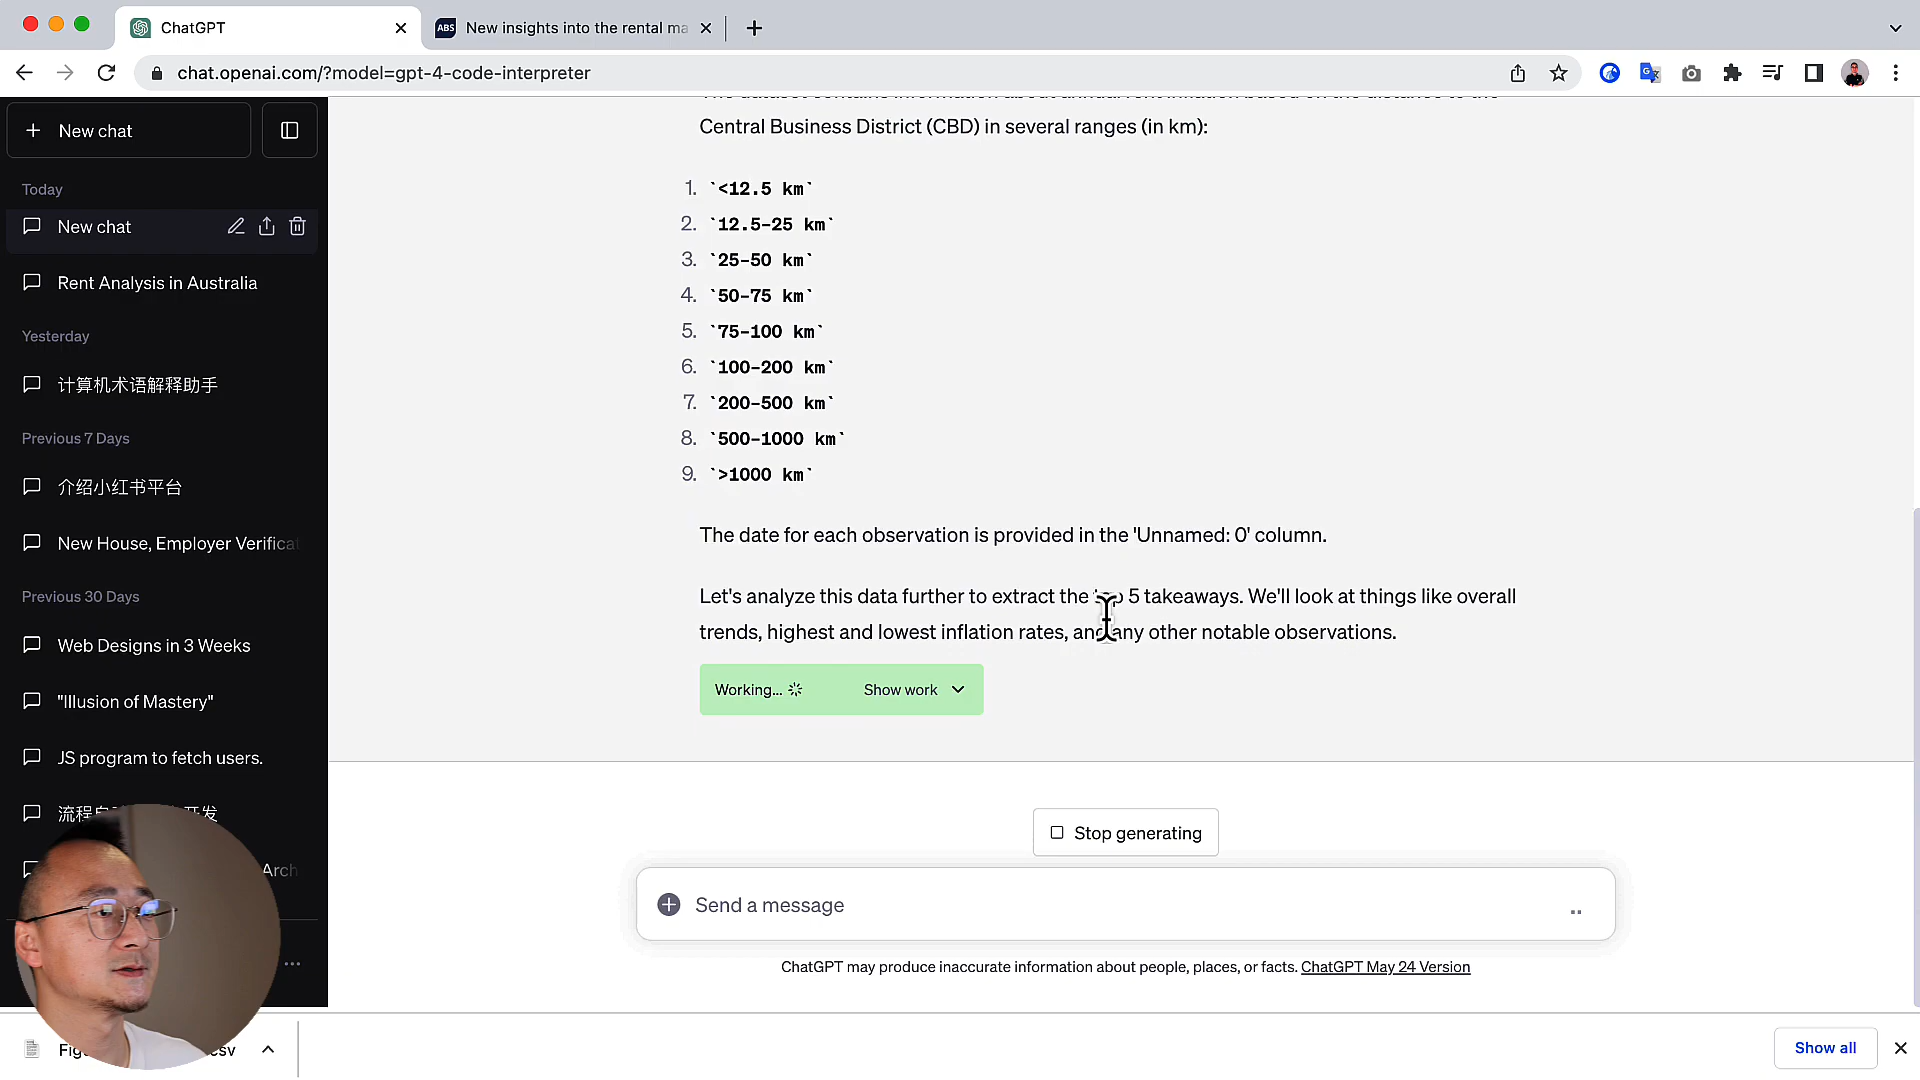 ChatGPT
ABS New insights into the rental ma
chat.openai.com/?model=gpt-4-code-interpreter
New chat
Today
New chat
Rent Analysis in Australia
Yesterday
计算机术语解释助手
Previous 7 Days
介绍小红书平台
New House, Employer Verificat
Previous 30 Days
Web Designs in 3 Weeks
"Illusion of Mastery"
JS program to fetch users.
流程自
开发
Arch
Central Business District (CBD) in several ranges (in km):
1. `<12.5 km`
2. `12.5-25 km`
3. `25-50 km`
4. `50-75 km`
5. `75-100 km`
6. `100-200 km`
7. `200-500 km`
8. `500-1000 km`
9. `>1000 km`
The date for each observation is provided in the 'Unnamed: 0' column.
Let's analyze this data further to extract the top 5 takeaways. We'll look at things like overall
trends, highest and lowest inflation rates, and any other notable observations.
Working... Show work
Stop generating
Send a message
ChatGPT may produce inaccurate information about people, places, or facts. ChatGPT May 24 Version
Fig
csv
Show all